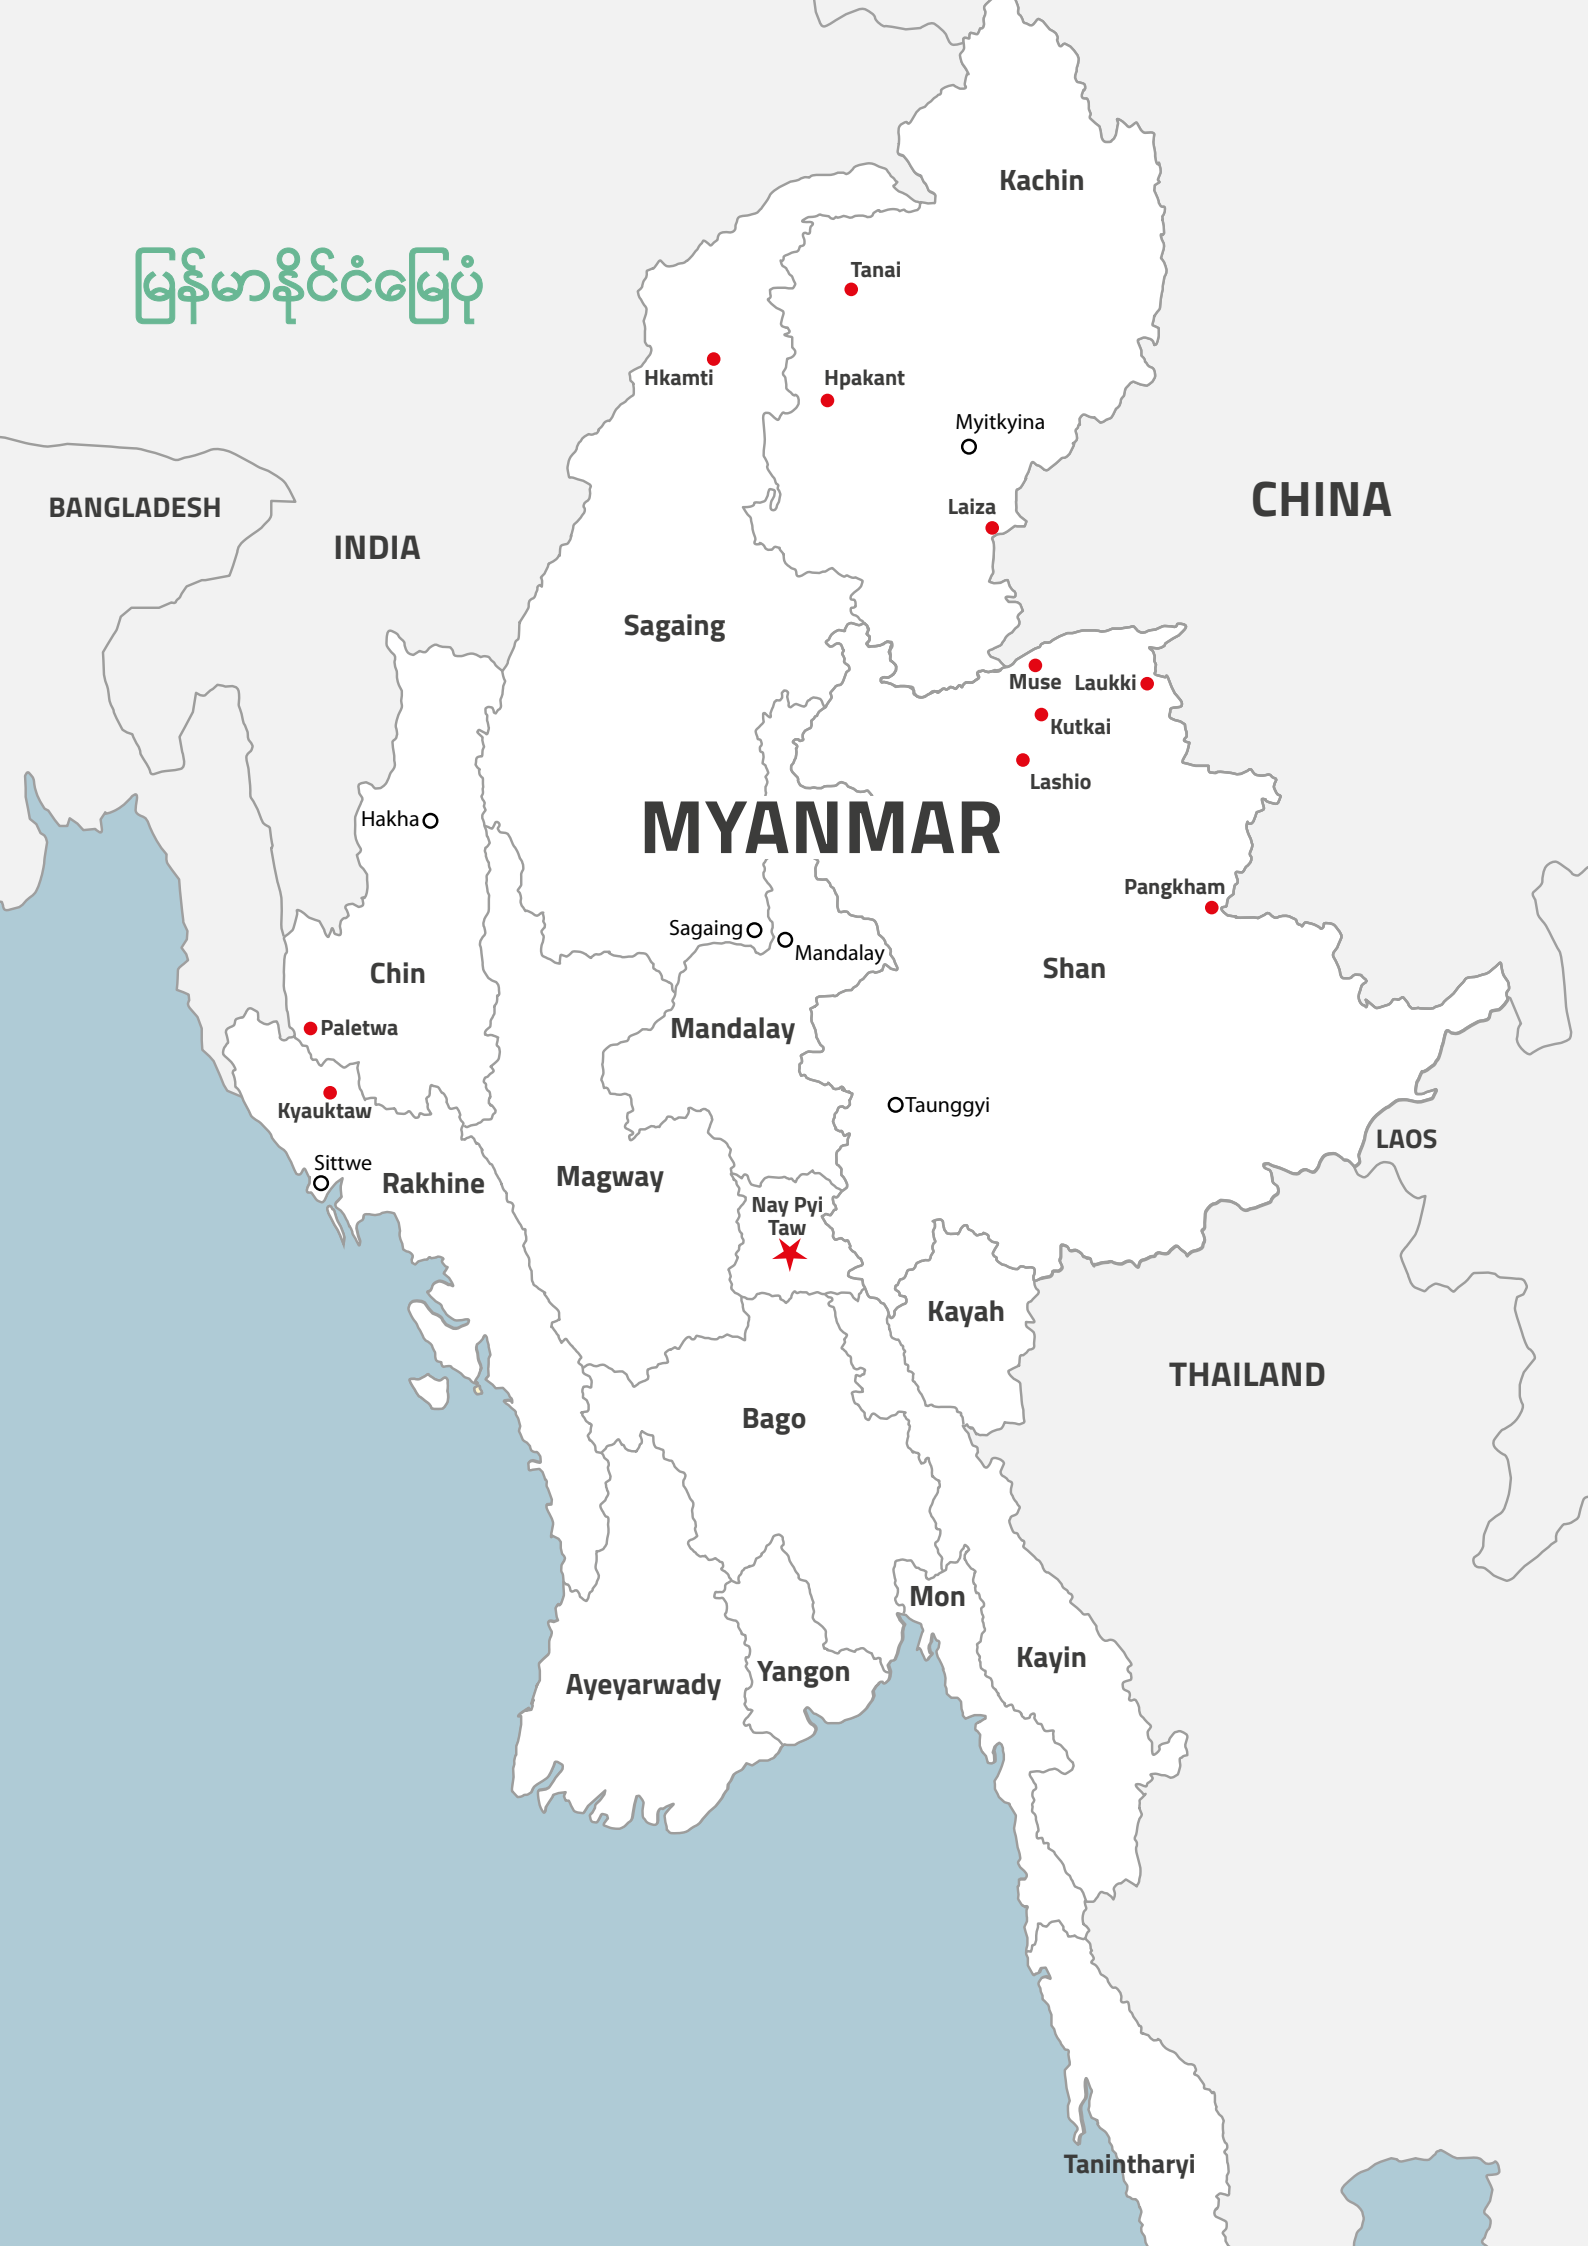 Kachin
မြန်မာနိုင်ငံမြေပုံ
Tanai
Hkamti
Hpakant
Myitkyina
BANGLADESH
INDIA
Laiza
CHINA
Sagaing
Muse
Laukki
Kutkai
Lashio
Hakha
MYANMAR
Pangkham
Sagaing
Mandalay
Chin
Shan
Paletwa
Mandalay
Kyauktaw
Taunggyi
LAOS
Sittwe
Rakhine
Magway
Nay Pyi
Taw
Kayah
THAILAND
Bago
Mon
Kayin
Ayeyarwady
Yangon
Tanintharyi